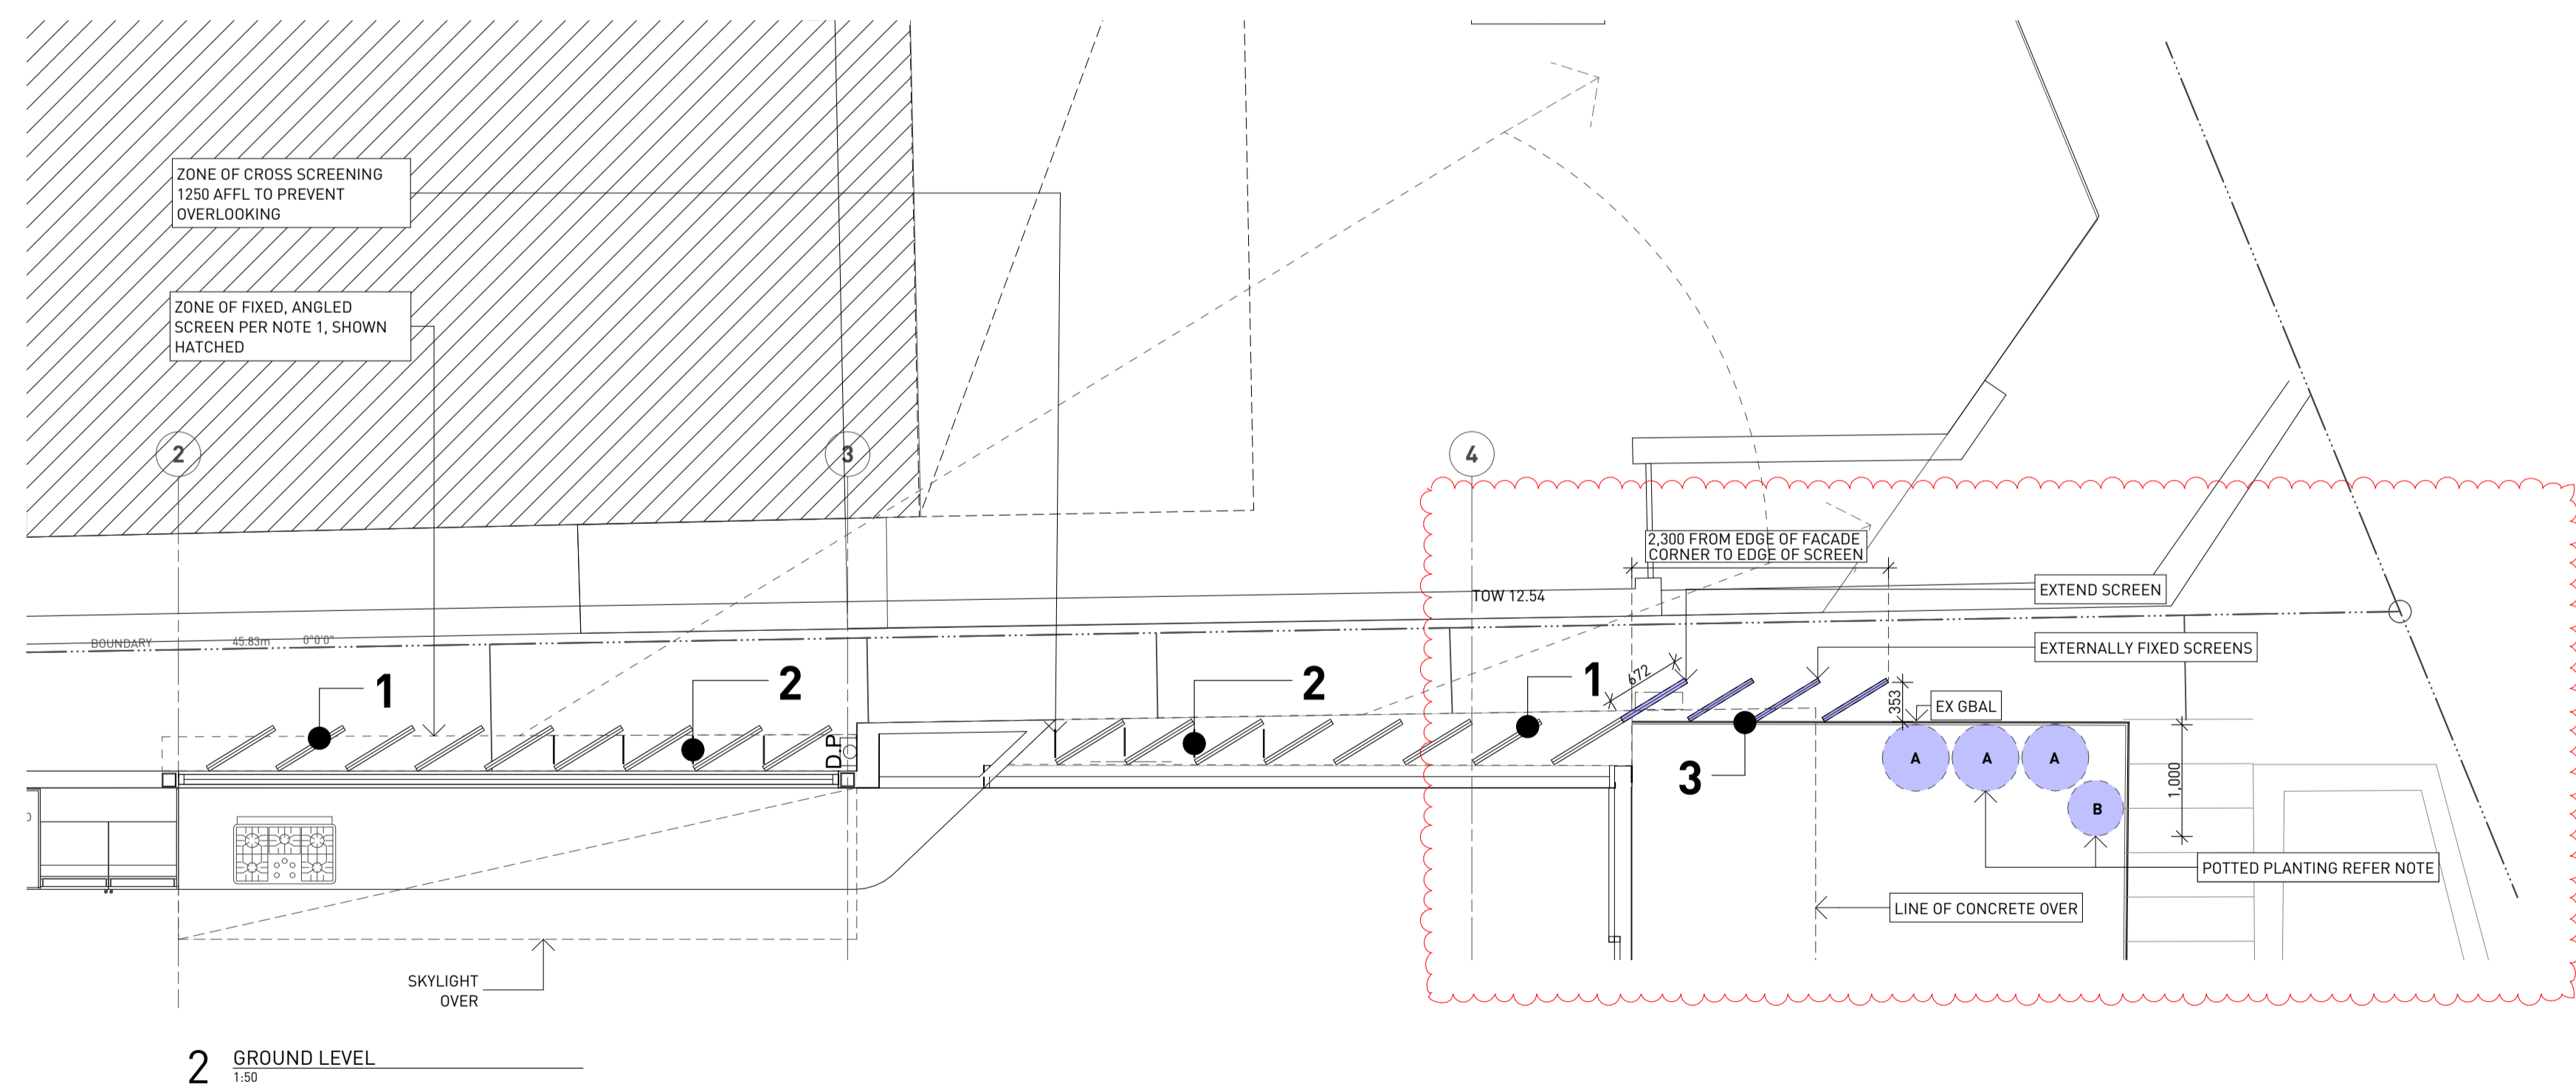 ZONE OF CROSS SCREENING
1250 AFFL TO PREVENT
OVERLOOKING
ZONE OF FIXED, ANGLED
SCREEN PER NOTE 1, SHOWN
HATCHED
2
3
4
2,300 FROM EDGE OF FACADE
CORNER TO EDGE OF SCREEN
TOW 12.54
EXTEND SCREEN
BOUNDARY 45.83m 0°0'0"
EXTERNALLY FIXED SCREENS
1
2
2
1
672
353
EX GBAL
D.P
3
A
A
A
B
1,000
POTTED PLANTING REFER NOTE
LINE OF CONCRETE OVER
SKYLIGHT
OVER
2 GROUND LEVEL
1:50